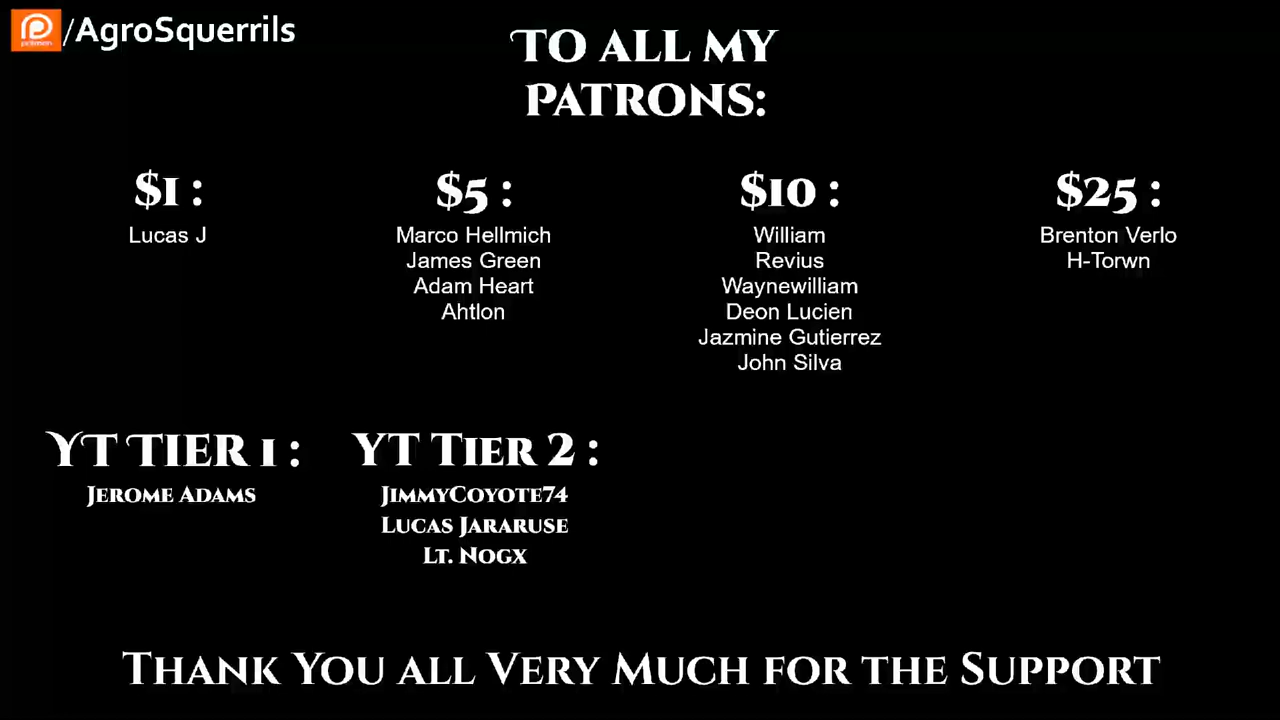 /AgroSquerrils
To all my
Patrons:
$1 :
Lucas J
$5 :
Marco Hellmich
James Green
Adam Heart
Ahtlon
$10 :
William
Revius
Waynewilliam
Deon Lucien
Jazmine Gutierrez
John Silva
$25 :
Brenton Verlo
H-Torwn
YT Tier 1 :
Jerome Adams
YT Tier 2 :
JimmyCoyote74
Lucas Jararuse
Lt. Nogx
Thank You all Very Much for the Support